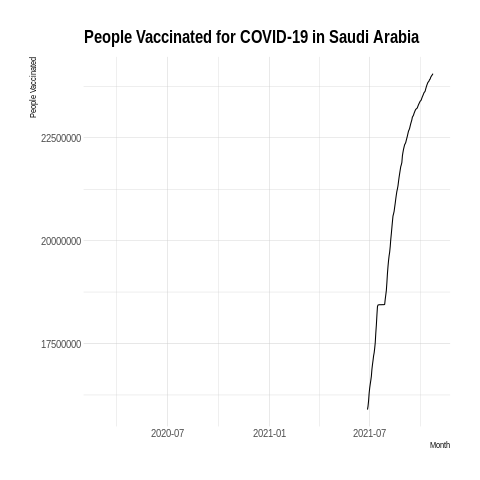 People Vaccinated for COVID-19 in Saudi Arabia
People Vaccinated
22500000
20000000
17500000
2020-07 2021-01 2021-07
Month